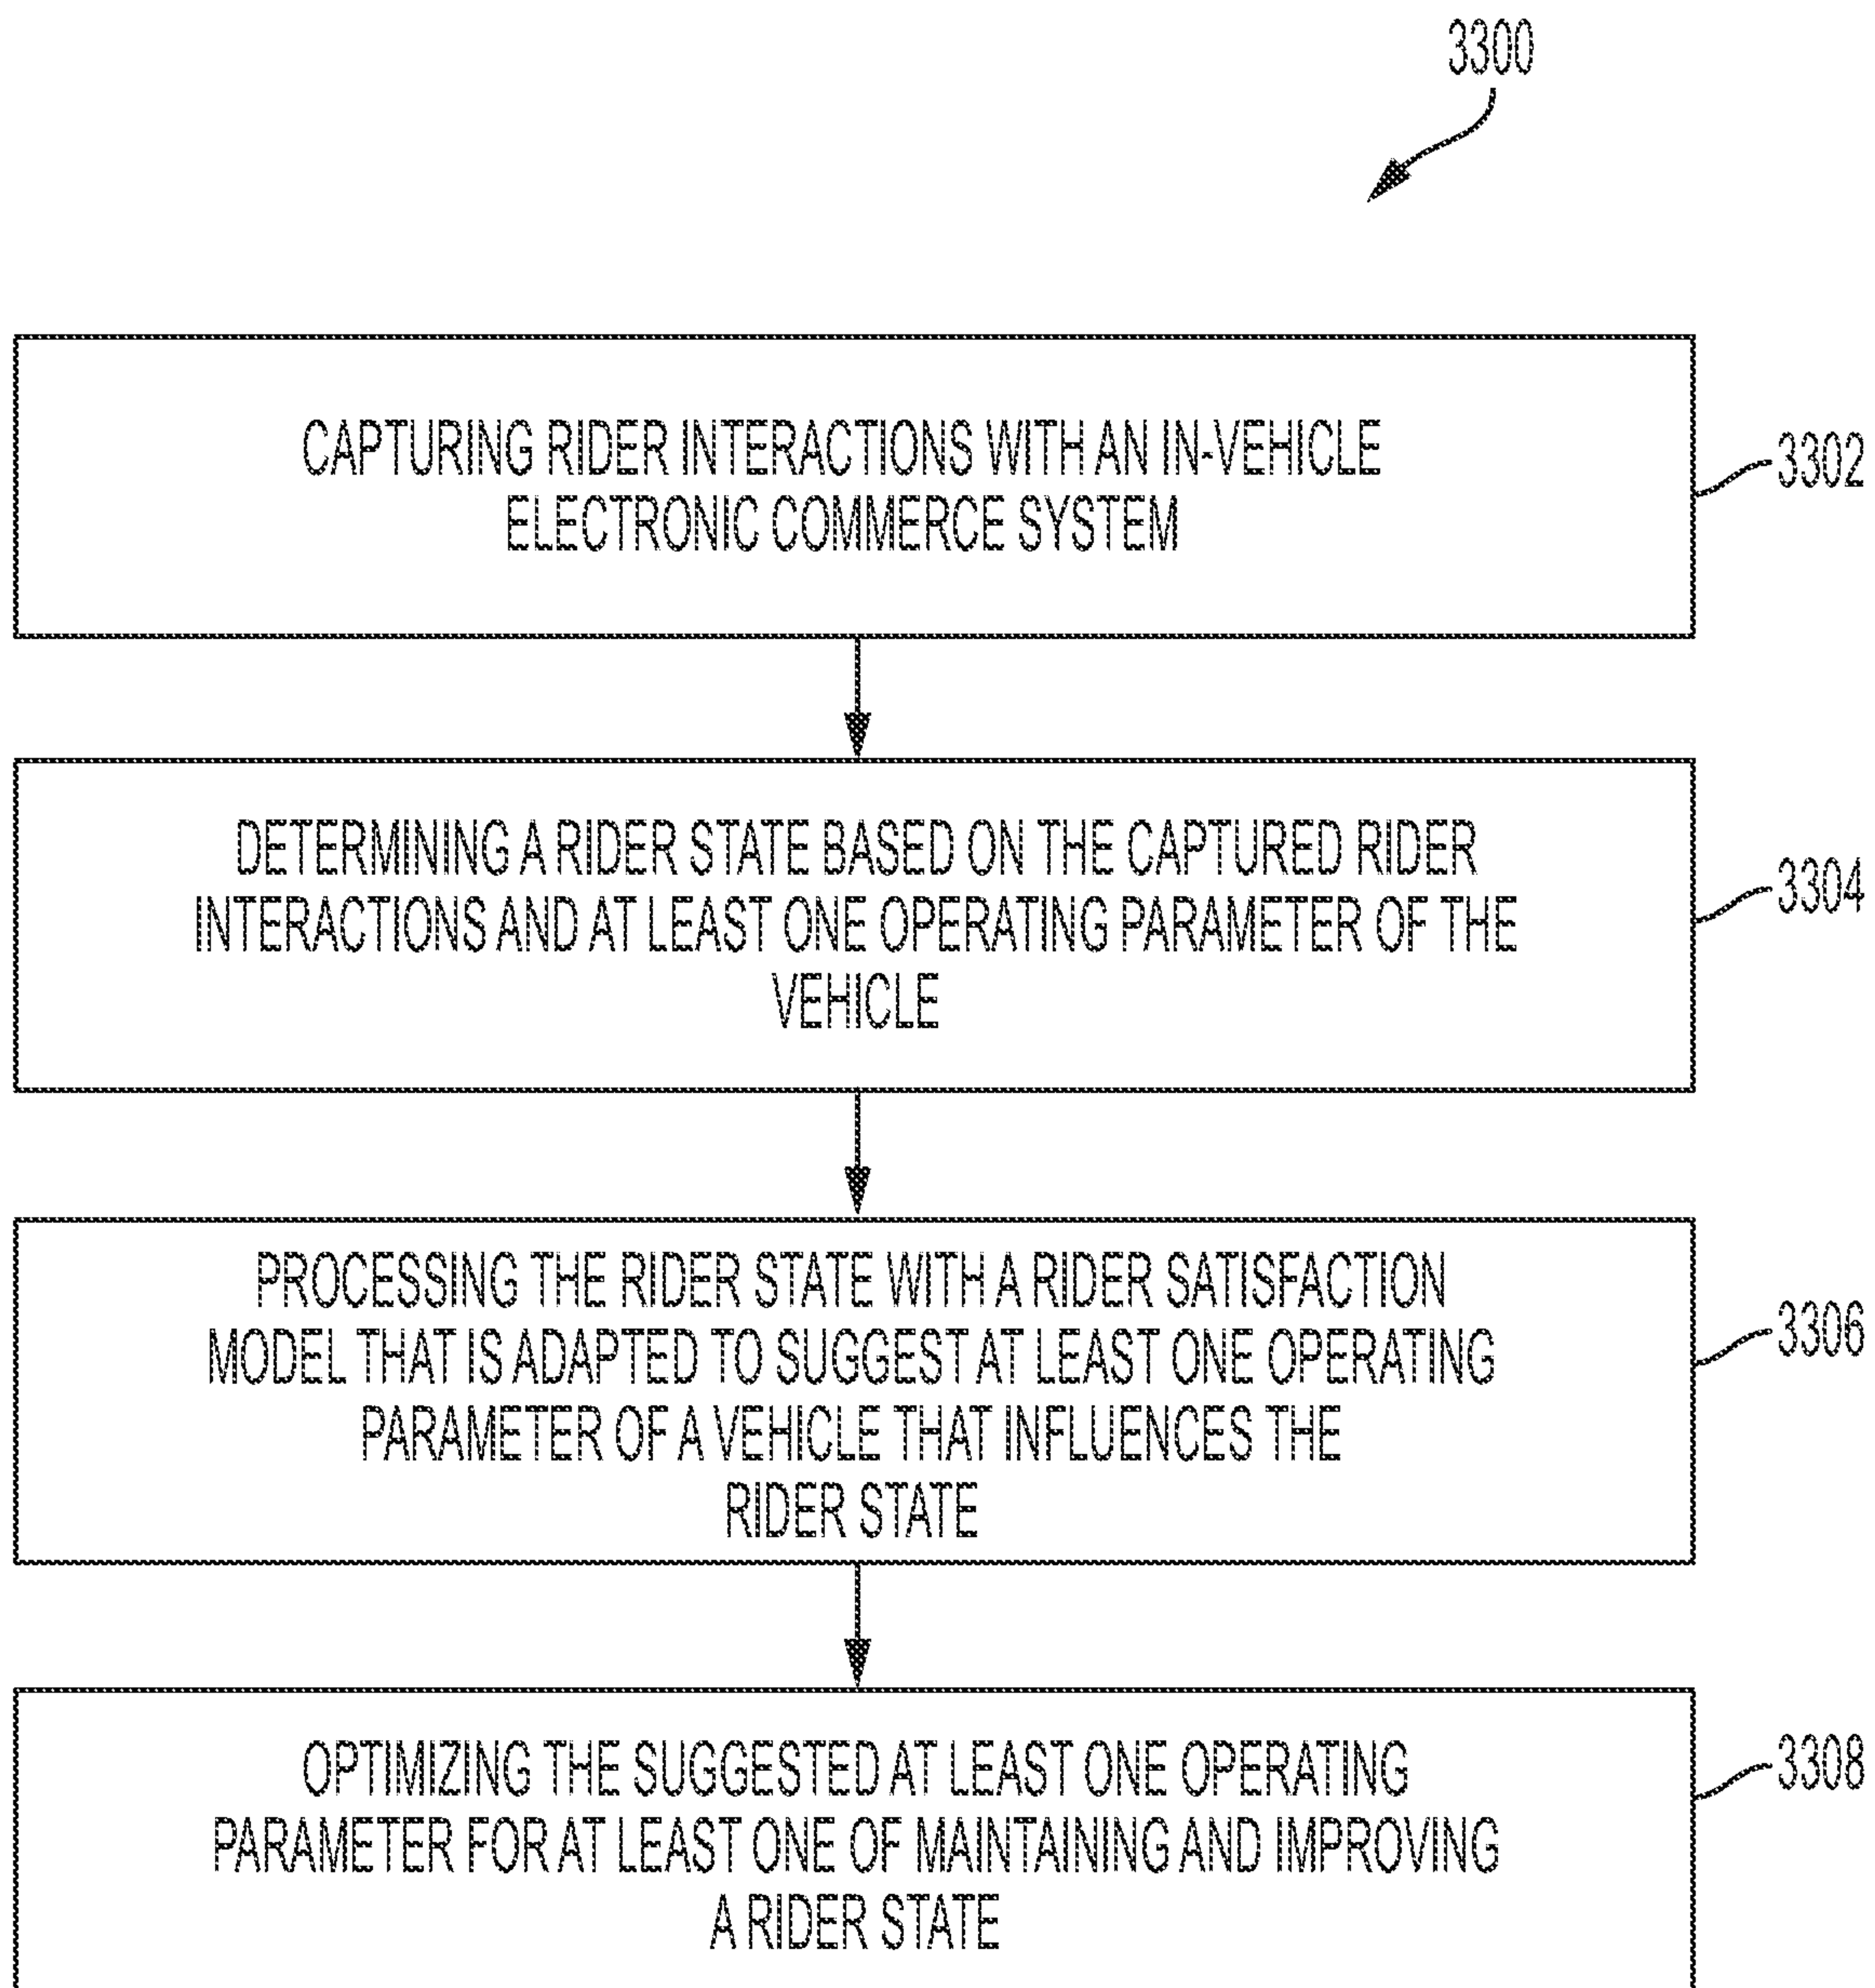 3300
CAPTURING RIDER INTERACTIONS WITH AN IN-VEHICLE
ELECTRONIC COMMERCE SYSTEM
3302
DETERMINING A RIDER STATE BASED ON THE CAPTURED RIDER
INTERACTIONS AND AT LEAST ONE OPERATING PARAMETER OF THE
VEHICLE
3304
PROCESSING THE RIDER STATE WITH A RIDER SATISFACTION
MODEL THAT IS ADAPTED TO SUGGEST AT LEAST ONE OPERATING
PARAMETER OF A VEHICLE THAT INFLUENCES THE
RIDER STATE
3306
OPTIMIZING THE SUGGESTED AT LEAST ONE OPERATING
PARAMETER FOR AT LEAST ONE OF MAINTAINING AND IMPROVING
A RIDER STATE
3308